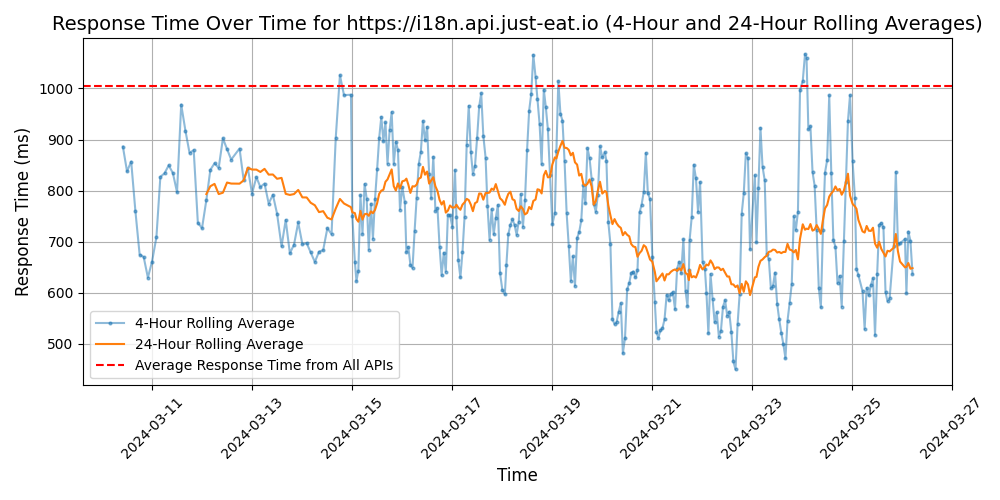 Response Time Over Time for https://i18n.api.just-eat.io (4-Hour and 24-Hour Rolling Averages)
Response Time (ms)
1000
900
800
700
600
500
4-Hour Rolling Average
24-Hour Rolling Average
Average Response Time from All APIs
2024-03-11
2024-03-13
2024-03-15
2024-03-17
2024-03-19
2024-03-21
2024-03-23
2024-03-25
2024-03-27
Time